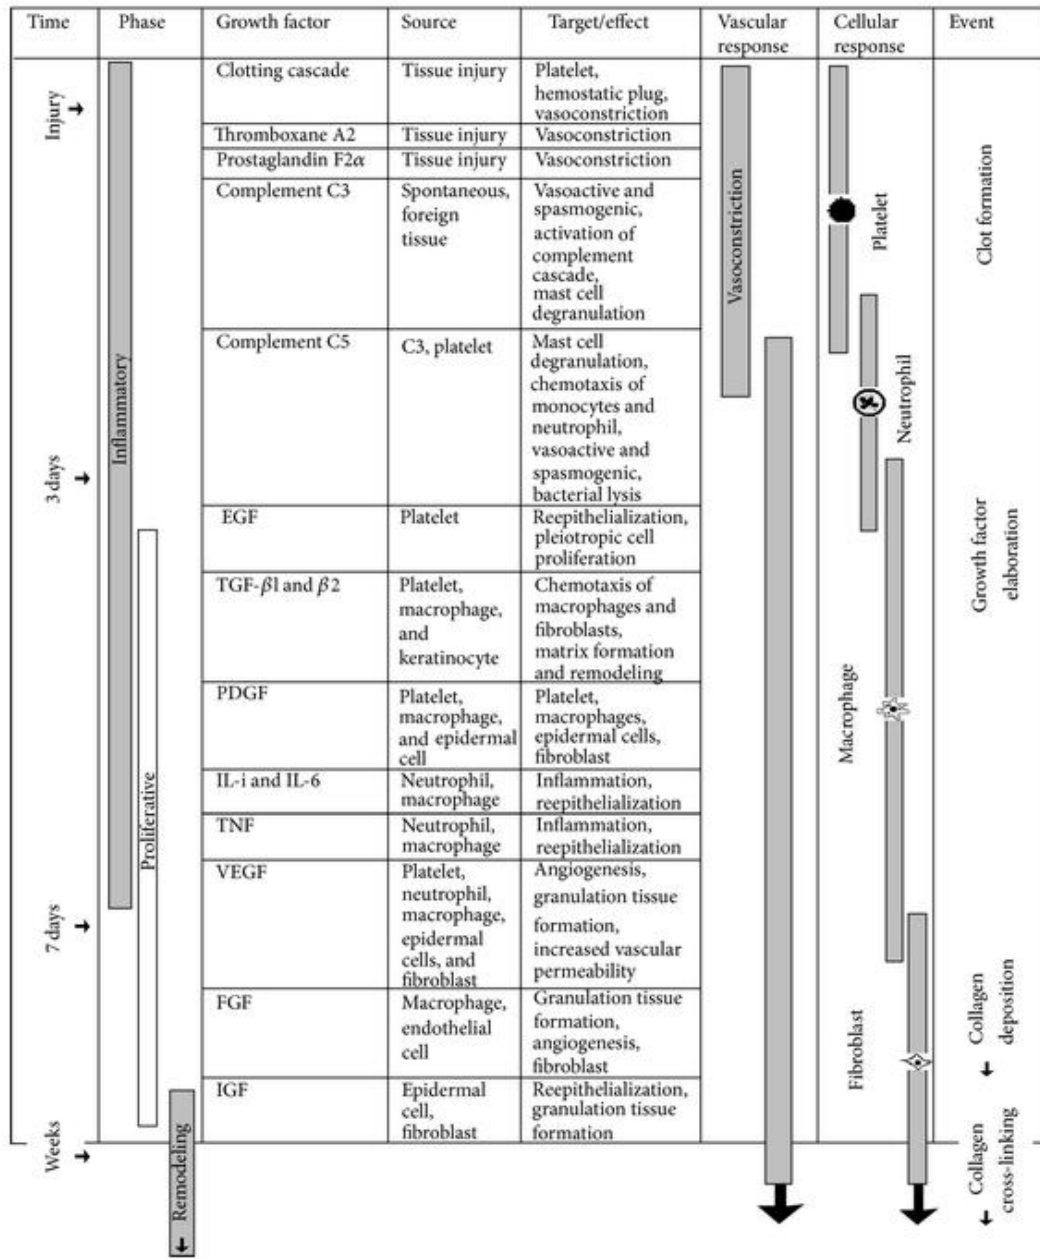 Time Phase Growth factor Source Target/effect Vascular response Cellular response Event
Injury
3 days
7 days
Weeks
Inflammatory
Proliferative
Remodeling
Clotting cascade
Tissue injury
Platelet,
hemostatic plug,
vasoconstriction
Thromboxane A2
Tissue injury
Vasoconstriction
Prostaglandin F2α
Tissue injury
Vasoconstriction
Complement C3
Spontaneous,
foreign
tissue
Vasoactive and
spasmogenic,
activation of
complement
cascade,
mast cell
degranulation
Complement C5
C3, platelet
Mast cell
degranulation,
chemotaxis of
monocytes and
neutrophil,
vasoactive and
spasmogenic,
bacterial lysis
EGF
Platelet
Reepithelialization,
pleiotropic cell
proliferation
TGF-β1 and β2
Platelet,
macrophage,
and
keratinocyte
Chemotaxis of
macrophages and
fibroblasts,
matrix formation
and remodeling
PDGF
Platelet,
macrophage,
and epidermal
cell
Platelet,
macrophages,
epidermal cells,
fibroblast
IL-i and IL-6
Neutrophil,
macrophage
Inflammation,
reepithelialization
TNF
Neutrophil,
macrophage
Inflammation,
reepithelialization
VEGF
Platelet,
neutrophil,
macrophage,
epidermal
cells, and
fibroblast
Angiogenesis,
granulation tissue
formation,
increased vascular
permeability
FGF
Macrophage,
endothelial
cell
Granulation tissue
formation,
angiogenesis,
fibroblast
IGF
Epidermal
cell,
fibroblast
Reepithelialization,
granulation tissue
formation
Vasoconstriction
Platelet
Neutrophil
Macrophage
Fibroblast
Clot formation
Growth factor
elaboration
Collagen
deposition
Collagen
cross-linking